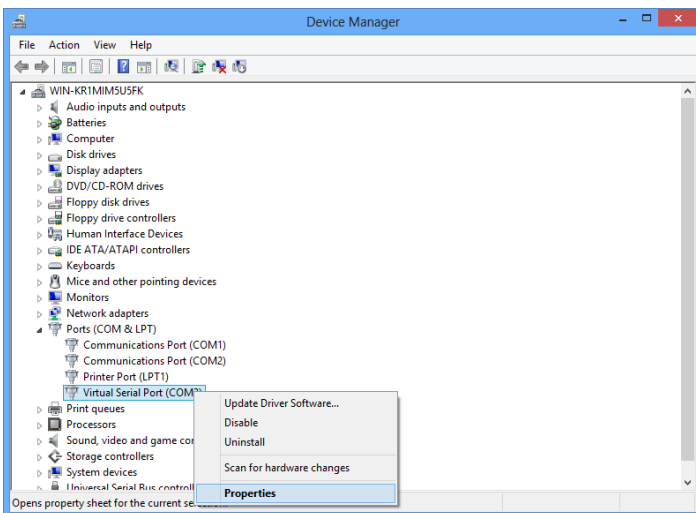 Device Manager
File Action View Help
WIN-KR1MIM5U5FK
Audio inputs and outputs
Batteries
Computer
Disk drives
Display adapters
DVD/CD-ROM drives
Floppy disk drives
Floppy drive controllers
Human Interface Devices
IDE ATA/ATAPI controllers
Keyboards
Mice and other pointing devices
Monitors
Network adapters
Ports (COM & LPT)
Communications Port (COM1)
Communications Port (COM2)
Printer Port (LPT1)
Virtual Serial Port
Print queues
Processors
Sound, video and game
Storage controllers
System devices
Universal Serial Bus
Update Driver Software...
Disable
Uninstall
Scan for hardware changes
Properties
Opens property sheet for the current